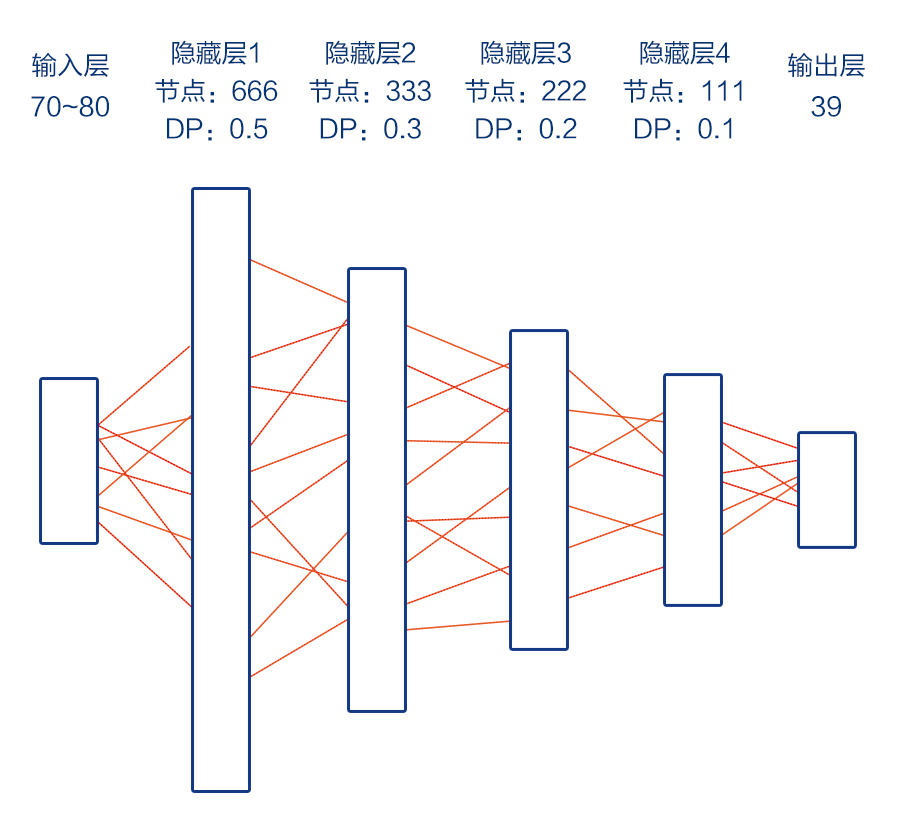 输入层
70~80
隐藏层1
节点：666
DP：0.5
隐藏层2
节点：333
DP：0.3
隐藏层3
节点：222
DP：0.2
隐藏层4
节点：111
DP：0.1
输出层
39